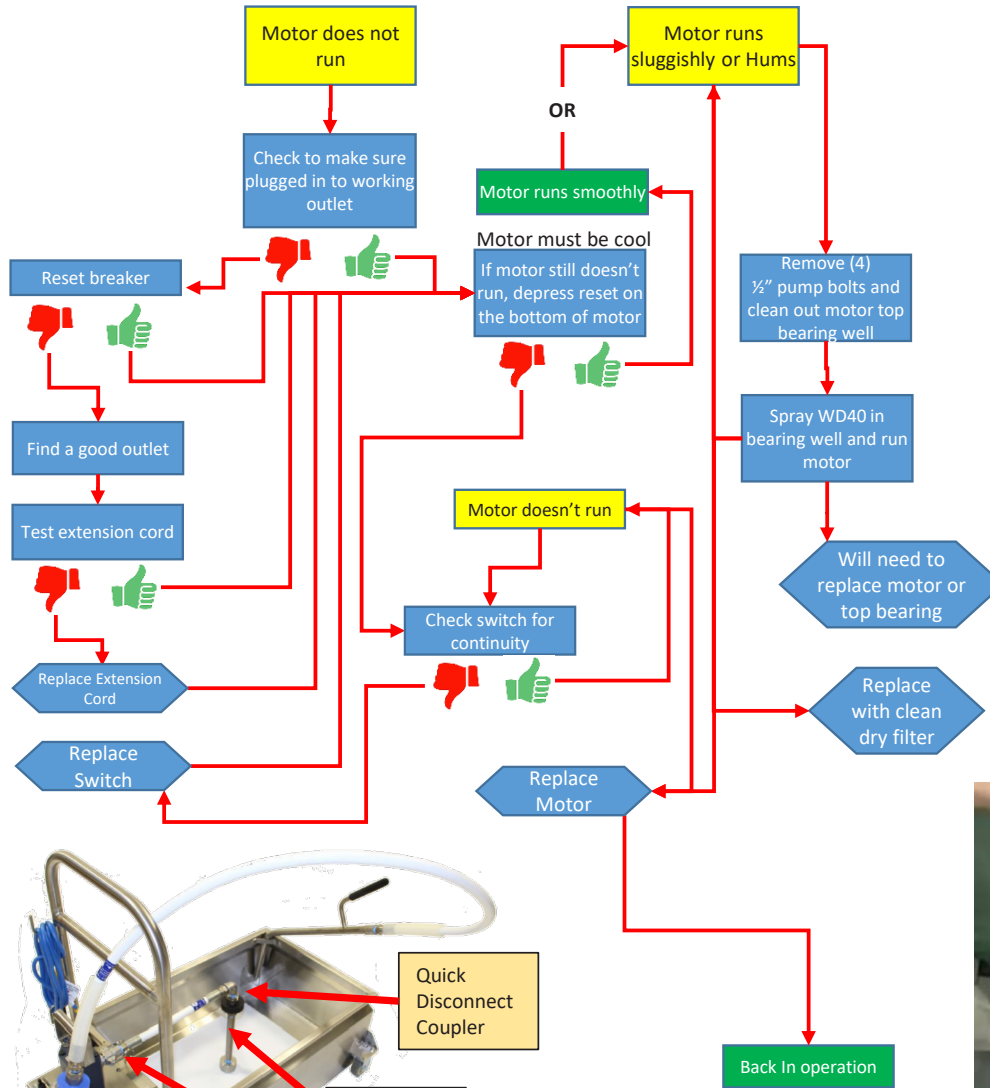 Motor does not
run
Motor runs
sluggishly or Hums
OR
Check to make sure
plugged in to working
outlet
Motor runs smoothly
Motor must be cool
If motor still doesn't
run, depress reset on
the bottom of motor
Reset breaker
Remove (4)
½" pump bolts and
clean out motor top
bearing well
Find a good outlet
Spray WD40 in
bearing well and run
motor
Test extension cord
Motor doesn't run
Will need to
replace motor or
top bearing
Check switch for
continuity
Replace Extension
Cord
Replace
with clean
dry filter
Replace
Switch
Replace
Motor
Quick
Disconnect
Coupler
Back In operation